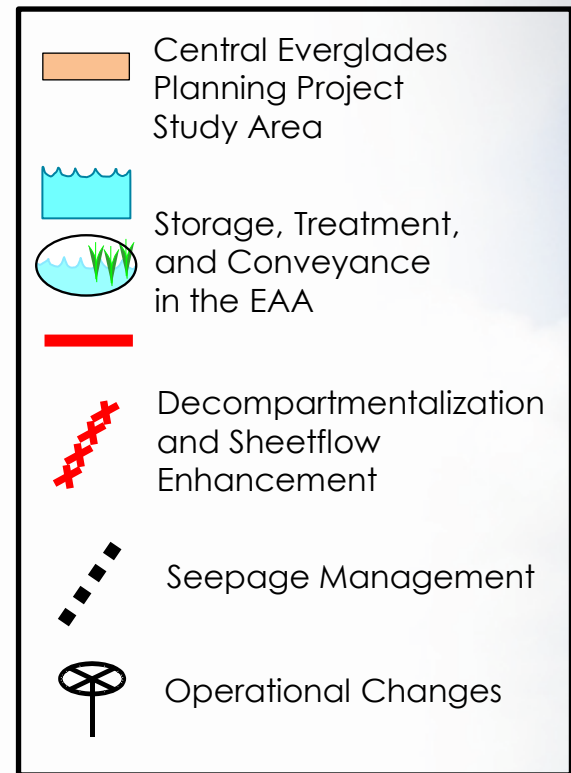 Central Everglades
Planning Project
Study Area
Storage, Treatment,
and Conveyance
in the EAA
Decompartmentalization
and Sheetflow
Enhancement
Seepage Management
Operational Changes